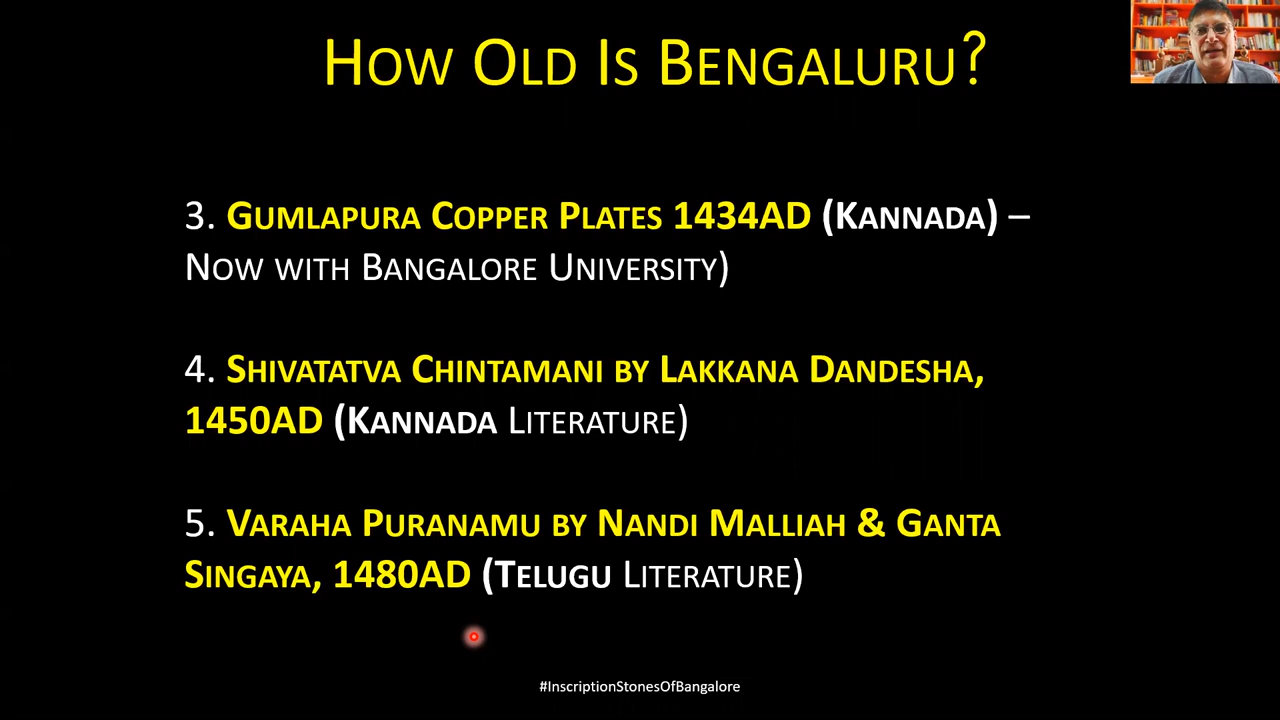 How Old Is Bengaluru?
3. Gumlapura Copper Plates 1434AD (Kannada) –
Now with Bangalore University)
4. Shivatatva Chintamani by Lakkana Dandesha,
1450AD (Kannada Literature)
5. Varaha Puranamu by Nandi Malliah & Ganta
Singaya, 1480AD (Telugu Literature)
#InscriptionStonesOfBangalore